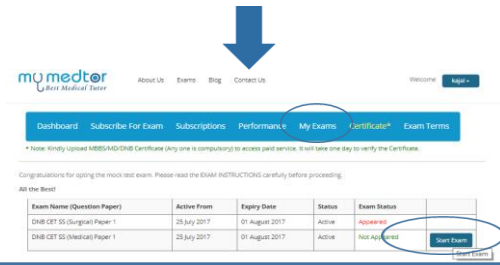 my medtor
Best Medical Tutor
About Us Exams Blog Contact Us
Welcome kajal
Dashboard Subscribe For Exam Subscriptions Performance My Exams Certificate* Exam Terms
* Note: Kindly Upload MBBS/MD/DNB Certificate (Any one is compulsory) to access paid service. It will take one day to verify the Certificate.
Congratulations for opting the mock test exam. Please read the EXAM INSTRUCTIONS carefully before proceeding.
All the Best!
Exam Name (Question Paper) Active From Expiry Date Status Exam Status
DNB CET SS (Surgical) Paper 1 25 July 2017 01 August 2017 Active Appeared
DNB CET SS (Medical) Paper 1 25 July 2017 01 August 2017 Active Not Appeared Start Exam
Start Exam